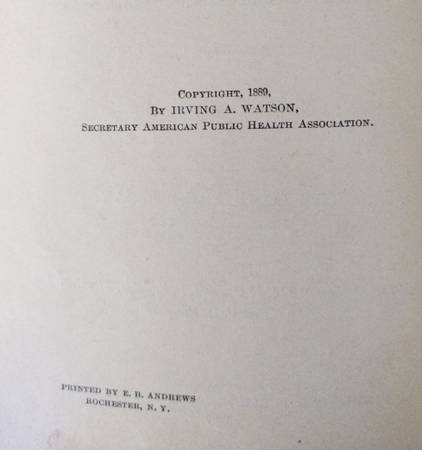 COPYRIGHT, 1889,
BY IRVING A. WATSON,
SECRETARY AMERICAN PUBLIC HEALTH ASSOCIATION.
PRINTED BY E. R. ANDREWS
ROCHESTER, N. Y.